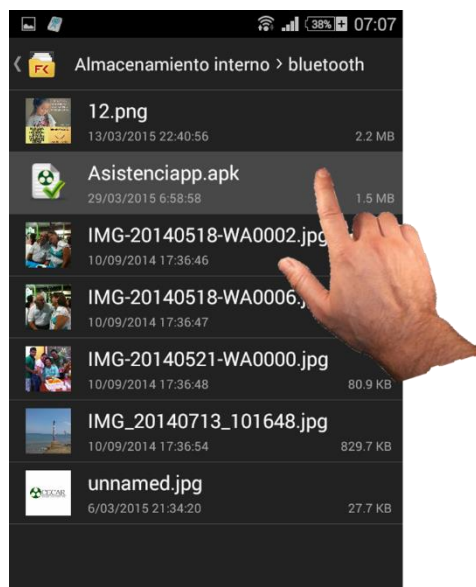 38% 07:07
Almacenamiento interno > bluetooth
12.png
13/03/2015 22:40:56 2.2 MB
Asistenciapp.apk
29/03/2015 6:58:58 1.5 MB
IMG-20140518-WA0002.jpg
10/09/2014 17:36:46
IMG-20140518-WA0006.j
10/09/2014 17:36:47
IMG-20140521-WA0000.jpg
10/09/2014 17:36:48 80.9 KB
IMG_20140713_101648.jpg
10/09/2014 17:36:54 829.7 KB
unnamed.jpg
6/03/2015 21:34:20 27.7 KB
CECAR